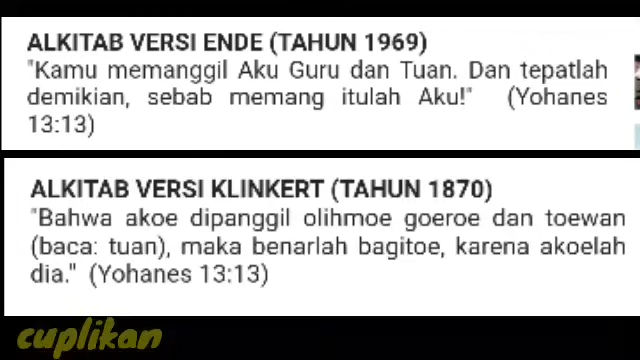 ALKITAB VERSI ENDE (TAHUN 1969)
"Kamu memanggil Aku Guru dan Tuan. Dan tepatlah
demikian, sebab memang itulah Aku!" (Yohanes
13:13)
ALKITAB VERSI KLINKERT (TAHUN 1870)
"Bahwa akoe dipanggil olihmoe goeroe dan toewan
(baca: tuan), maka benarlah bagitoe, karena akoelah
dia." (Yohanes 13:13)
cuplikan